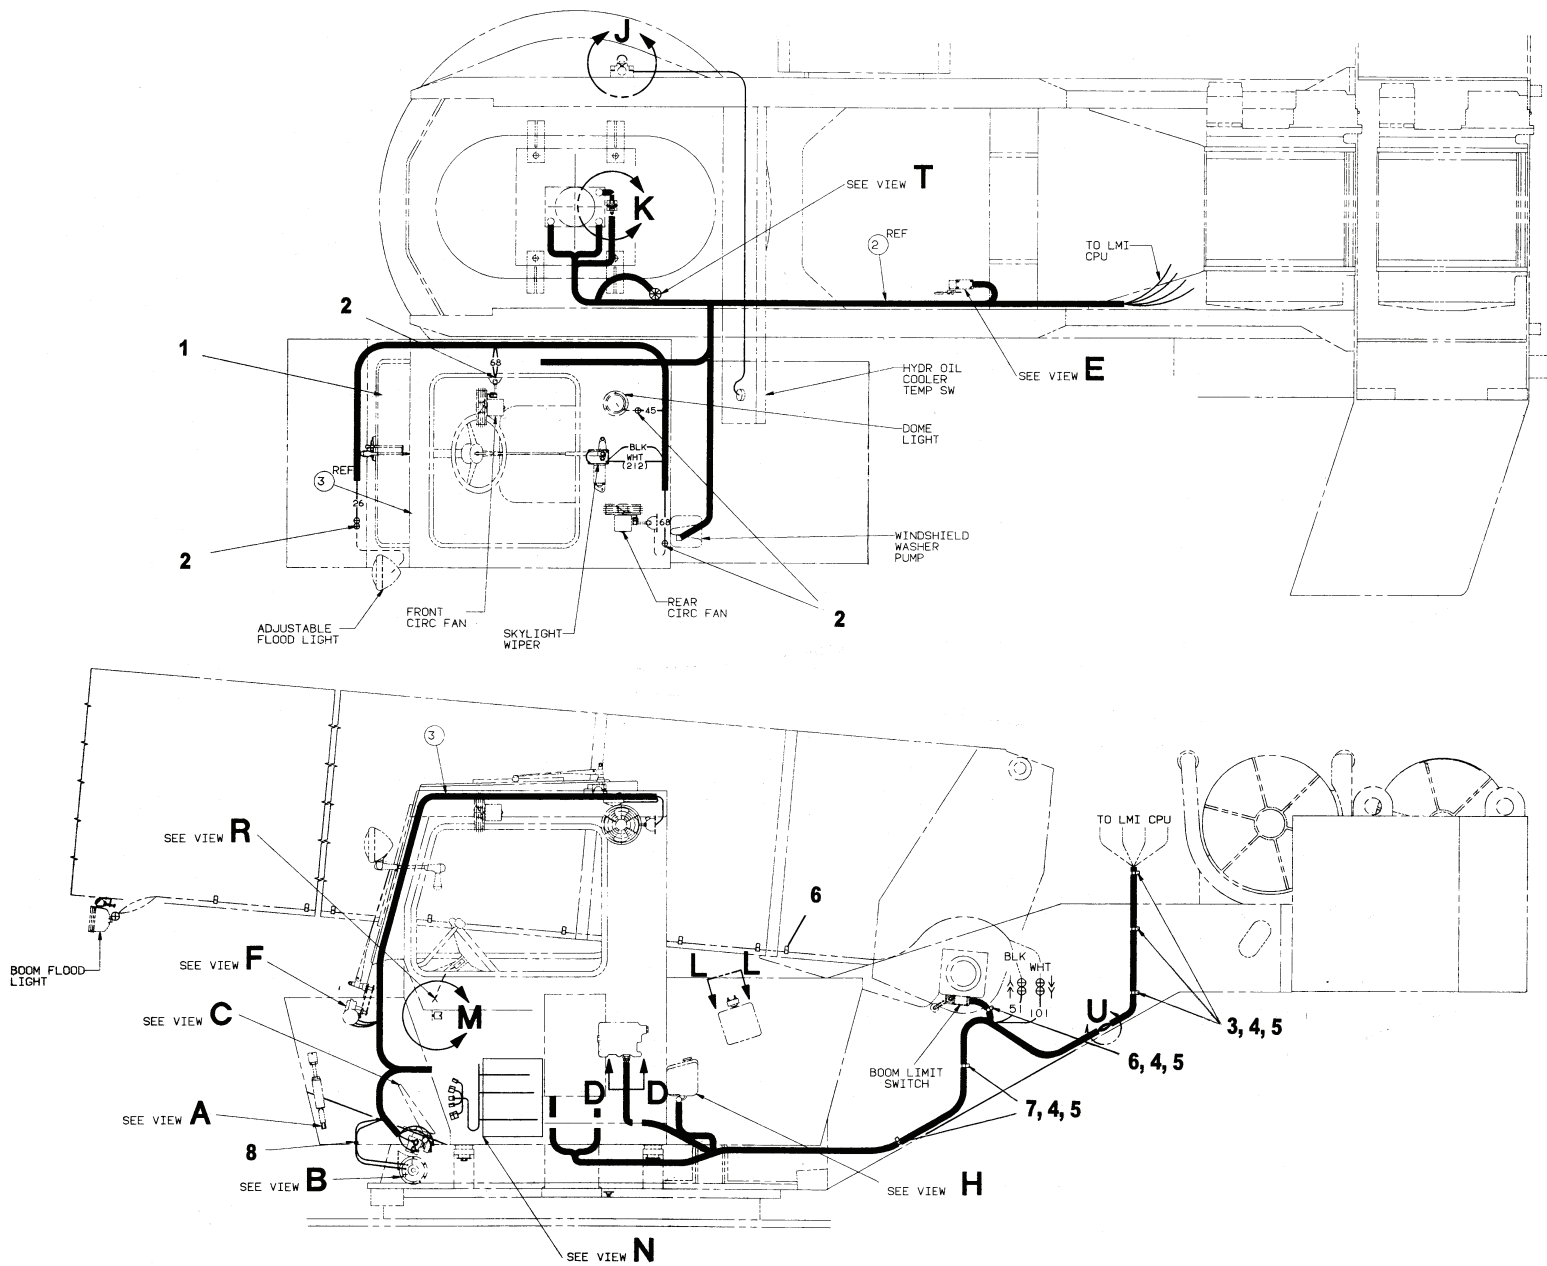 J
SEE VIEW T
K
2 REF
TO LMI
CPU
2
1
68
HYDR OIL
COOLER
TEMP SW
SEE VIEW E
45
DOME
LIGHT
BLK
WHT
(212)
3 REF
26
2
68
WINDSHIELD
WASHER
PUMP
REAR
CIRC FAN
2
FRONT
CIRC FAN
ADJUSTABLE
FLOOD LIGHT
SKYLIGHT
WIPER
3
TO LMI CPU
SEE VIEW R
6
BOOM FLOOD
LIGHT
SEE VIEW F
L L
BLK
WHT
51
101
SEE VIEW C
M
U
3, 4, 5
6, 4, 5
BOOM LIMIT
SWITCH
D D
7, 4, 5
SEE VIEW A
8
SEE VIEW B
SEE VIEW H
SEE VIEW N